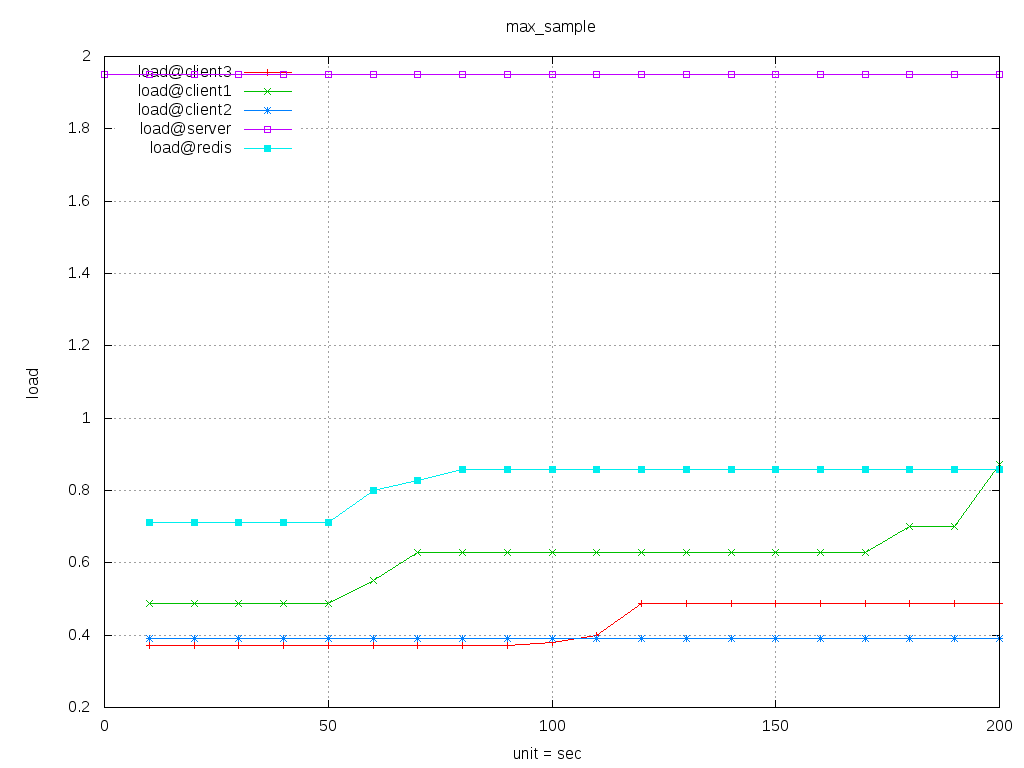 max_sample
2
load@client3
load@client1
load@client2
load@server
load@redis
1.8
1.6
1.4
1.2
1
0.8
0.6
0.4
0.2
load
0 50 100 150 200
unit = sec